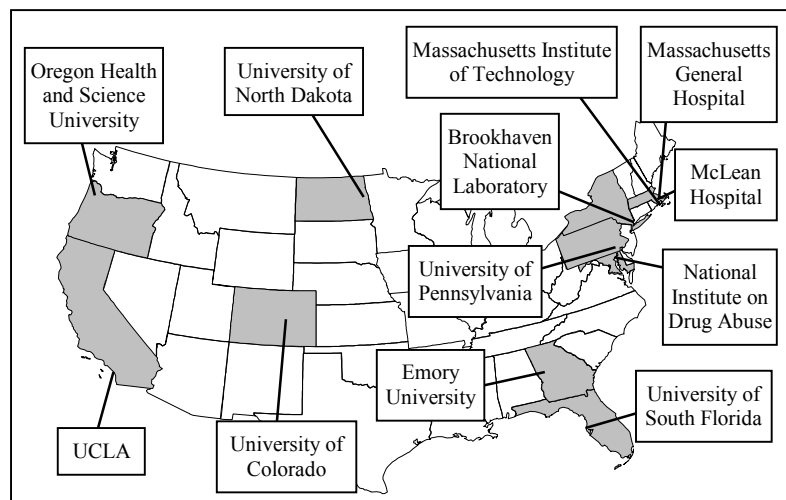 Massachusetts Institute
of Technology
Massachusetts
General
Hospital
Oregon Health
and Science
University
University of
North Dakota
Brookhaven
National
Laboratory
McLean
Hospital
University of
Pennsylvania
National
Institute on
Drug Abuse
Emory
University
University of
South Florida
UCLA
University of
Colorado